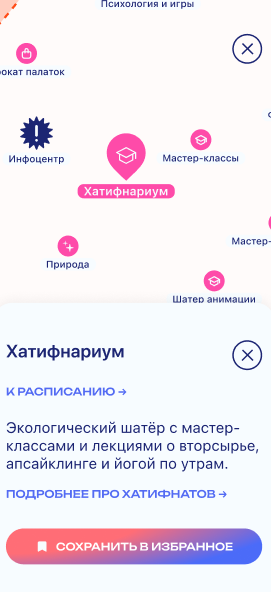 Психология и игры
окат палаток
Инфоцентр
Мастер-классы
Хатифнариум
Мастер-
Природа
Шатер анимации
Хатифнариум
К РАСПИСАНИЮ →
Экологический шатёр с мастер-
классами и лекциями о вторсырье,
апсайклинге и йогой по утрам.
ПОДРОБНЕЕ ПРО ХАТИФНАТОВ →
СОХРАНИТЬ В ИЗБРАННОЕ